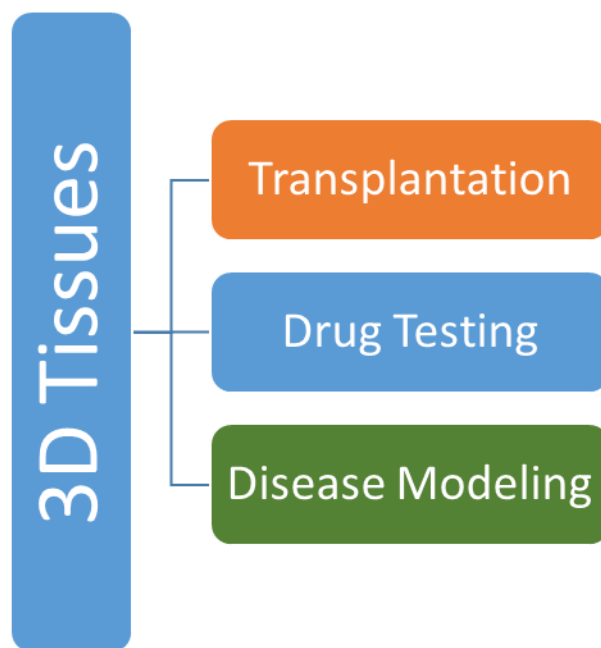 3D Tissues
Transplantation
Drug Testing
Disease Modeling